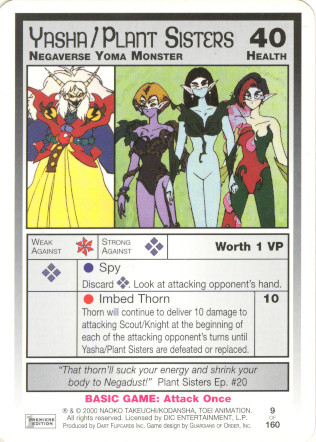 YASHA/PLANT SISTERS 40
NEGAVERSE YOMA MONSTER HEALTH
WEAK AGAINST STRONG AGAINST Worth 1 VP
Spy
Discard . Look at attacking opponent's hand.
Imbed Thorn 10
Thorn will continue to deliver 10 damage to
attacking Scout/Knight at the beginning of
each of the attacking opponent's turns until
Yasha/Plant Sisters are defeated or replaced.
"That thorn'll suck your energy and shrink your
body to Negadust!" Plant Sisters Ep. #20
BASIC GAME: Attack Once
PREMIERE EDITION
® & © 2000 NAOKO TAKEUCHI/KODANSHA, TOEI ANIMATION.
All rights reserved. Licensed by DIC ENTERTAINMENT, L.P.
Produced by DART FLIPCARDS INC. Game design by GUARDIANS OF ORDER, INC.
9
OF
160